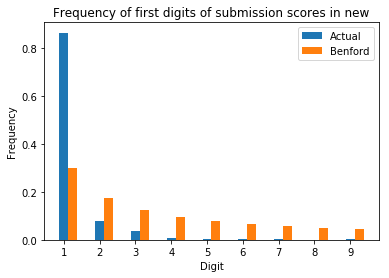 Frequency of first digits of submission scores in new
Actual
Benford
Frequency
0.8
0.6
0.4
0.2
0.0
1 2 3 4 5 6 7 8 9
Digit